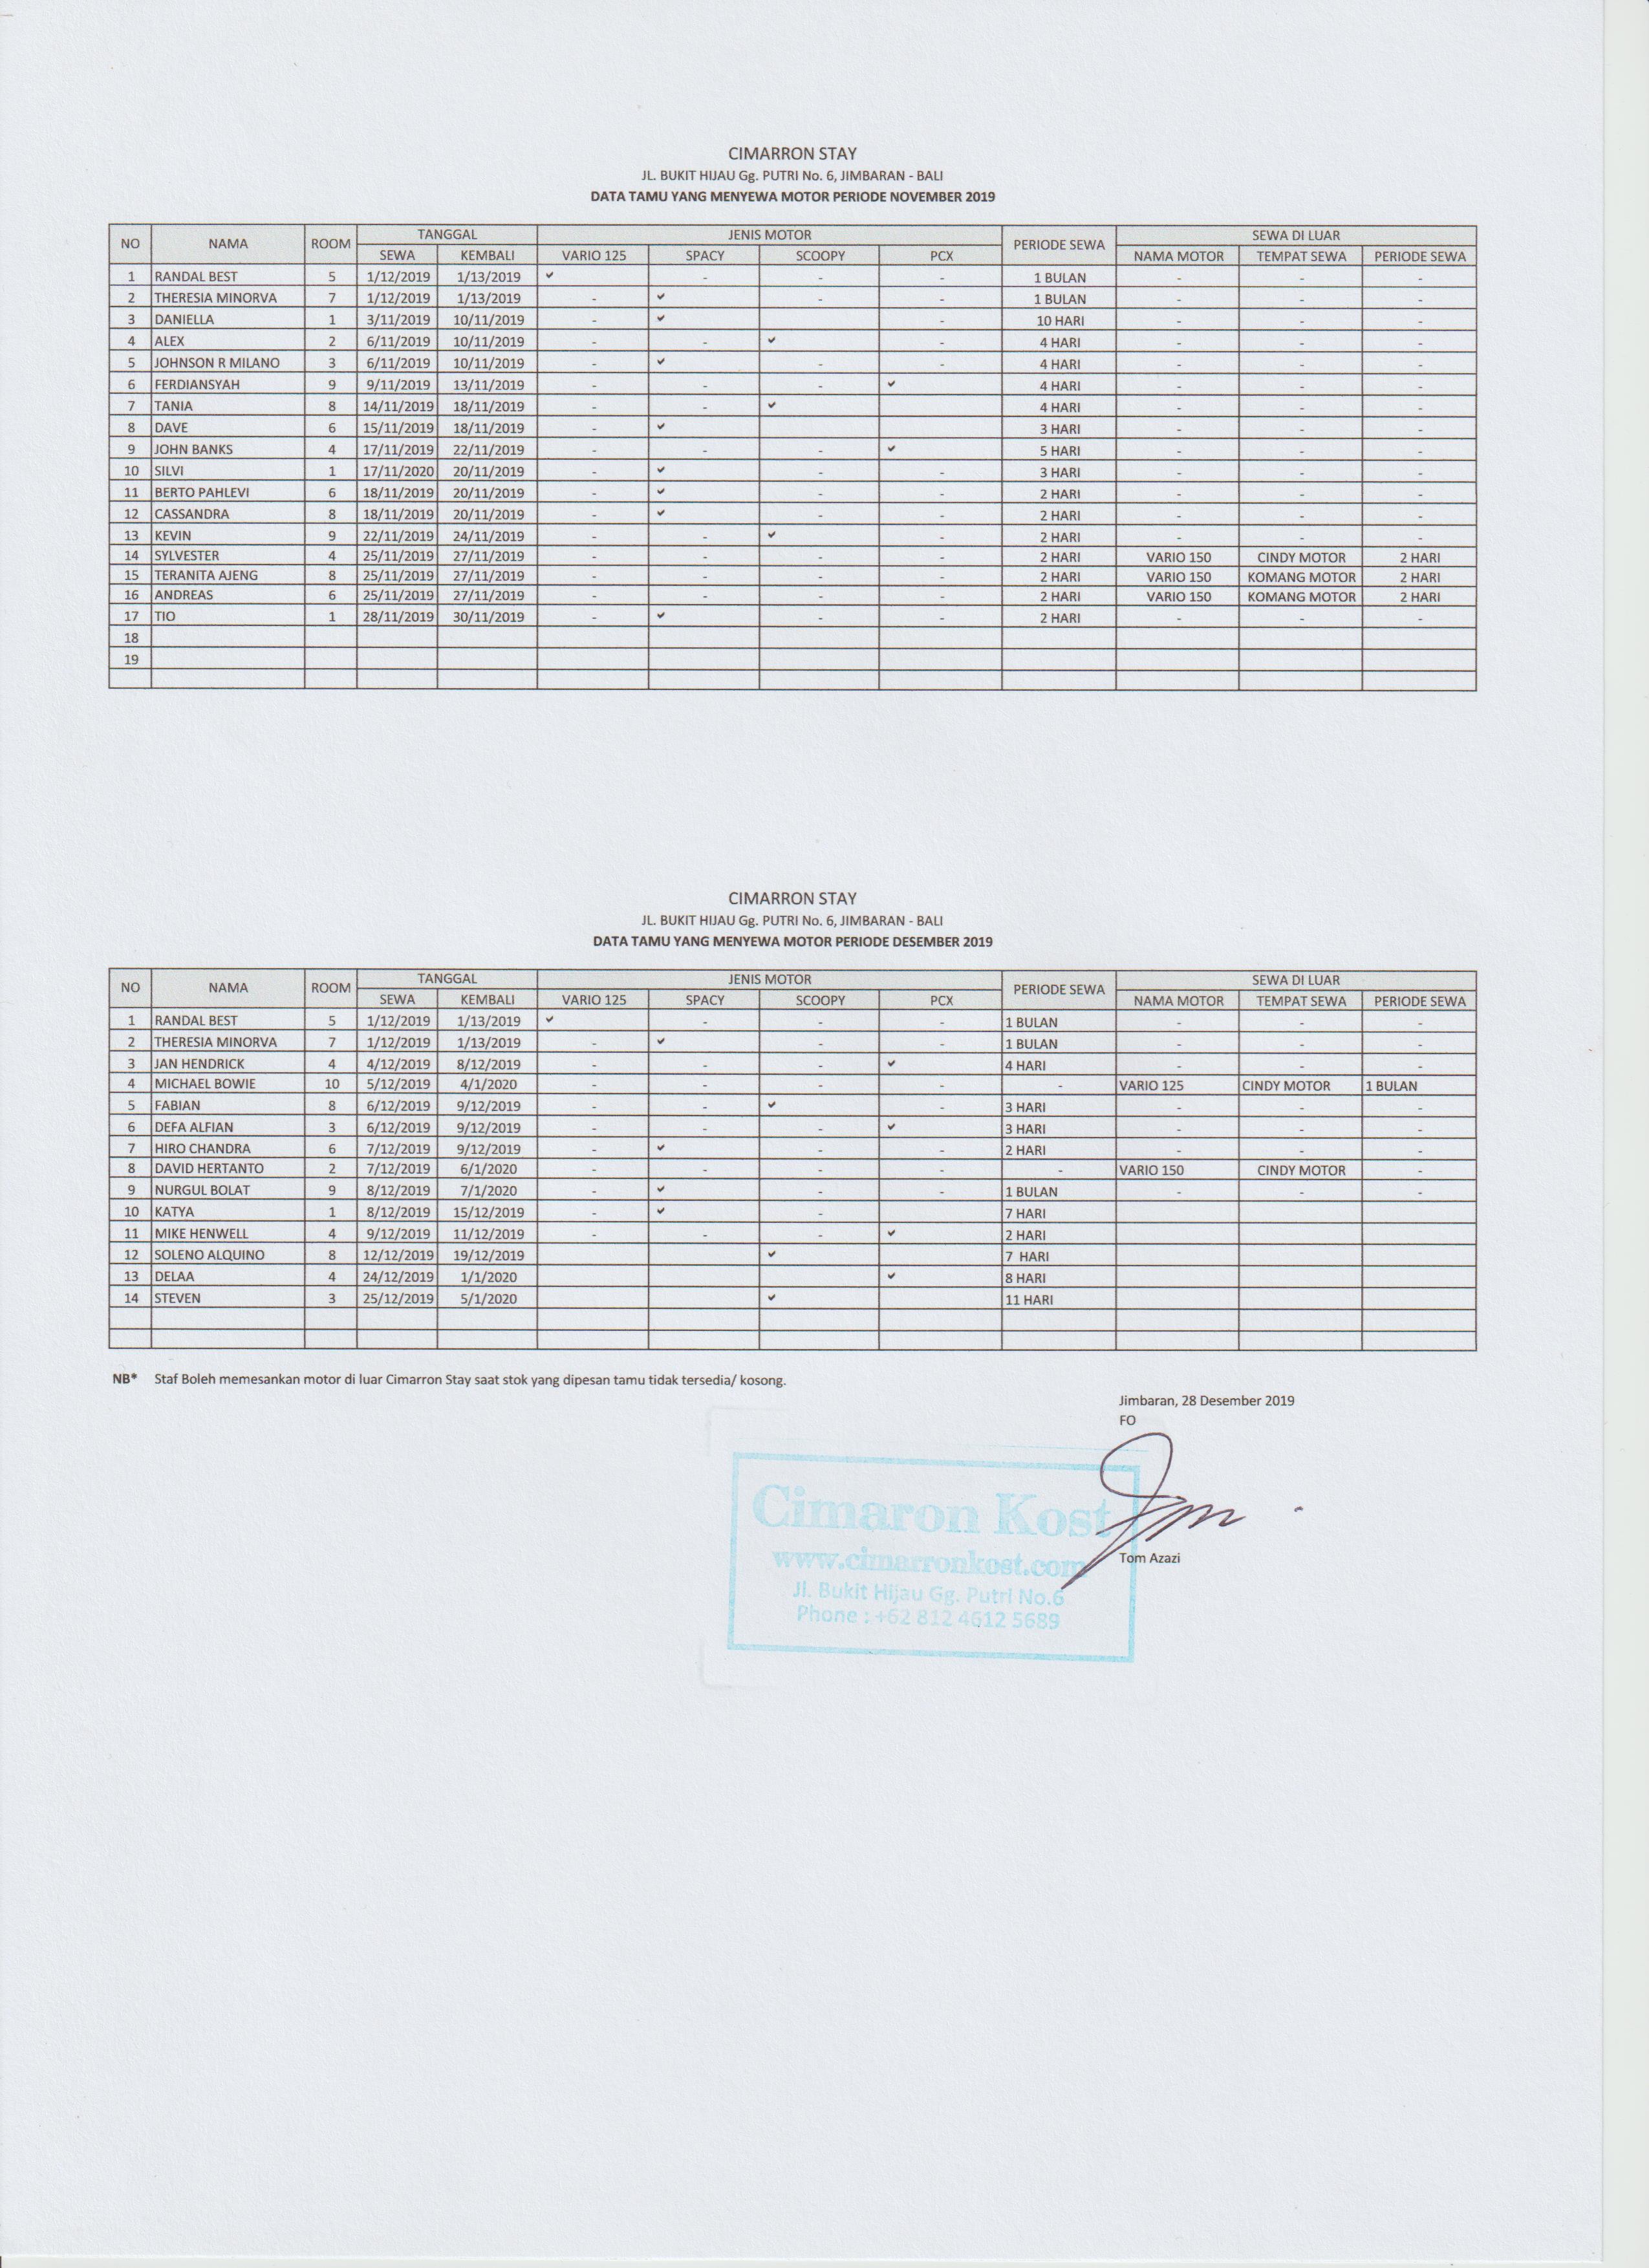 CIMARRON STAY
JL. BUKIT HIJAU Gg. PUTRI No. 6, JIMBARAN - BALI
DATA TAMU YANG MENYEWA MOTOR PERIODE NOVEMBER 2019
NO NAMA ROOM TANGGAL JENIS MOTOR PERIODE SEWA SEWA DI LUAR
SEWA KEMBALI VARIO 125 SPACY SCOOPY PCX NAMA MOTOR TEMPAT SEWA PERIODE SEWA
1 RANDAL BEST 5 1/12/2019 1/13/2019 ✔ - - - 1 BULAN - - -
2 THERESIA MINORVA 7 1/12/2019 1/13/2019 - ✔ - - 1 BULAN - - -
3 DANIELLA 1 3/11/2019 10/11/2019 - ✔ - 10 HARI - - -
4 ALEX 2 6/11/2019 10/11/2019 - - ✔ - 4 HARI - - -
5 JOHNSON R MILANO 3 6/11/2019 10/11/2019 - ✔ - - 4 HARI - - -
6 FERDIANSYAH 9 9/11/2019 13/11/2019 - - - ✔ 4 HARI - - -
7 TANIA 8 14/11/2019 18/11/2019 - - ✔ 4 HARI - - -
8 DAVE 6 15/11/2019 18/11/2019 - ✔ 3 HARI - - -
9 JOHN BANKS 4 17/11/2019 22/11/2019 - - - ✔ 5 HARI - - -
10 SILVI 1 17/11/2020 20/11/2019 - ✔ - - 3 HARI - - -
11 BERTO PAHLEVI 6 18/11/2019 20/11/2019 - ✔ - - 2 HARI - - -
12 CASSANDRA 8 18/11/2019 20/11/2019 - ✔ - - 2 HARI - - -
13 KEVIN 9 22/11/2019 24/11/2019 - - ✔ - 2 HARI - - -
14 SYLVESTER 4 25/11/2019 27/11/2019 - - - - 2 HARI VARIO 150 CINDY MOTOR 2 HARI
15 TERANITA AJENG 8 25/11/2019 27/11/2019 - - - - 2 HARI VARIO 150 KOMANG MOTOR 2 HARI
16 ANDREAS 6 25/11/2019 27/11/2019 - - - - 2 HARI VARIO 150 KOMANG MOTOR 2 HARI
17 TIO 1 28/11/2019 30/11/2019 - ✔ - - 2 HARI - - -
18
19
CIMARRON STAY
JL. BUKIT HIJAU Gg. PUTRI No. 6, JIMBARAN - BALI
DATA TAMU YANG MENYEWA MOTOR PERIODE DESEMBER 2019
NO NAMA ROOM TANGGAL JENIS MOTOR PERIODE SEWA SEWA DI LUAR
SEWA KEMBALI VARIO 125 SPACY SCOOPY PCX NAMA MOTOR TEMPAT SEWA PERIODE SEWA
1 RANDAL BEST 5 1/12/2019 1/13/2019 ✔ - - - 1 BULAN - - -
2 THERESIA MINORVA 7 1/12/2019 1/13/2019 - ✔ - - 1 BULAN - - -
3 JAN HENDRICK 4 4/12/2019 8/12/2019 - - - ✔ 4 HARI - - -
4 MICHAEL BOWIE 10 5/12/2019 4/1/2020 - - - - - VARIO 125 CINDY MOTOR 1 BULAN
5 FABIAN 8 6/12/2019 9/12/2019 - - ✔ - 3 HARI - - -
6 DEFA ALFIAN 3 6/12/2019 9/12/2019 - - - ✔ 3 HARI - - -
7 HIRO CHANDRA 6 7/12/2019 9/12/2019 - ✔ - - 2 HARI - - -
8 DAVID HERTANTO 2 7/12/2019 6/1/2020 - - - - - VARIO 150 CINDY MOTOR -
9 NURGUL BOLAT 9 8/12/2019 7/1/2020 - ✔ - - 1 BULAN - - -
10 KATYA 1 8/12/2019 15/12/2019 - ✔ - 7 HARI
11 MIKE HENWELL 4 9/12/2019 11/12/2019 - - - ✔ 2 HARI
12 SOLENO ALQUINO 8 12/12/2019 19/12/2019 ✔ 7 HARI
13 DELAA 4 24/12/2019 1/1/2020 ✔ 8 HARI
14 STEVEN 3 25/12/2019 5/1/2020 ✔ 11 HARI
NB* Staf Boleh memesankan motor di luar Cimarron Stay saat stok yang dipesan tamu tidak tersedia/ kosong.
Jimbaran, 28 Desember 2019
FO
Cimaron Kost
www.cimarronkost.com
Jl. Bukit Hijau Gg. Putri No.6
Phone : +62 812 4612 5689
Tom Azazi